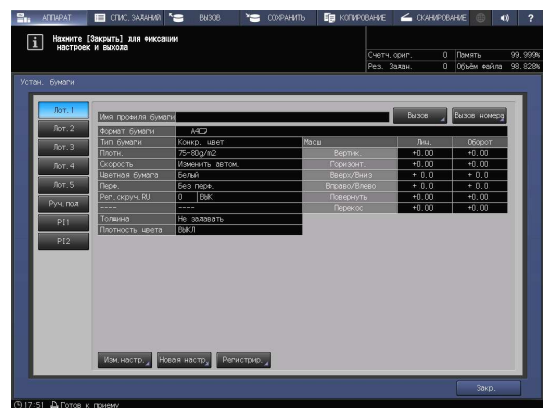 АППАРАТ СПИС. ЗАДАНИЙ ВЫЗОВ СОХРАНИТЬ КОПИРОВАНИЕ СКАНИРОВАНИЕ ?
Нажмите [Закрыть] для фиксации
настроек и выхода
Счетч.ориг. 0 Память 99.999%
Рез. Задан. 0 Объём файла 98.828%
Устан. бумаги
Лот. 1
Лот. 2
Лот. 3
Лот. 4
Лот. 5
Руч. под
PI1
PI2
Имя профиля бумаги Вызов Вызов номера
Формат бумаги A4
Тип бумаги Конкр. цвет Масш Лиц. Оборот
Плотн. 75-80g/m2 Вертик. +0.00 +0.00
Скорость Изменить автом. Горизонт. +0.00 +0.00
Цветная бумага Белый Вверх/Вниз + 0.0 + 0.0
Перф. Без перф. Вправо/Влево + 0.0 + 0.0
Рег.скруч.RU 0 ВЫК Повернуть +0.00 +0.00
---- ---- Перекос +0.00 +0.00
Толщина Не задавать
Плотность цвета ВЫКЛ
Изм.настр. Новая настр. Регистрир.
Закр.
17:51 Готов к приему